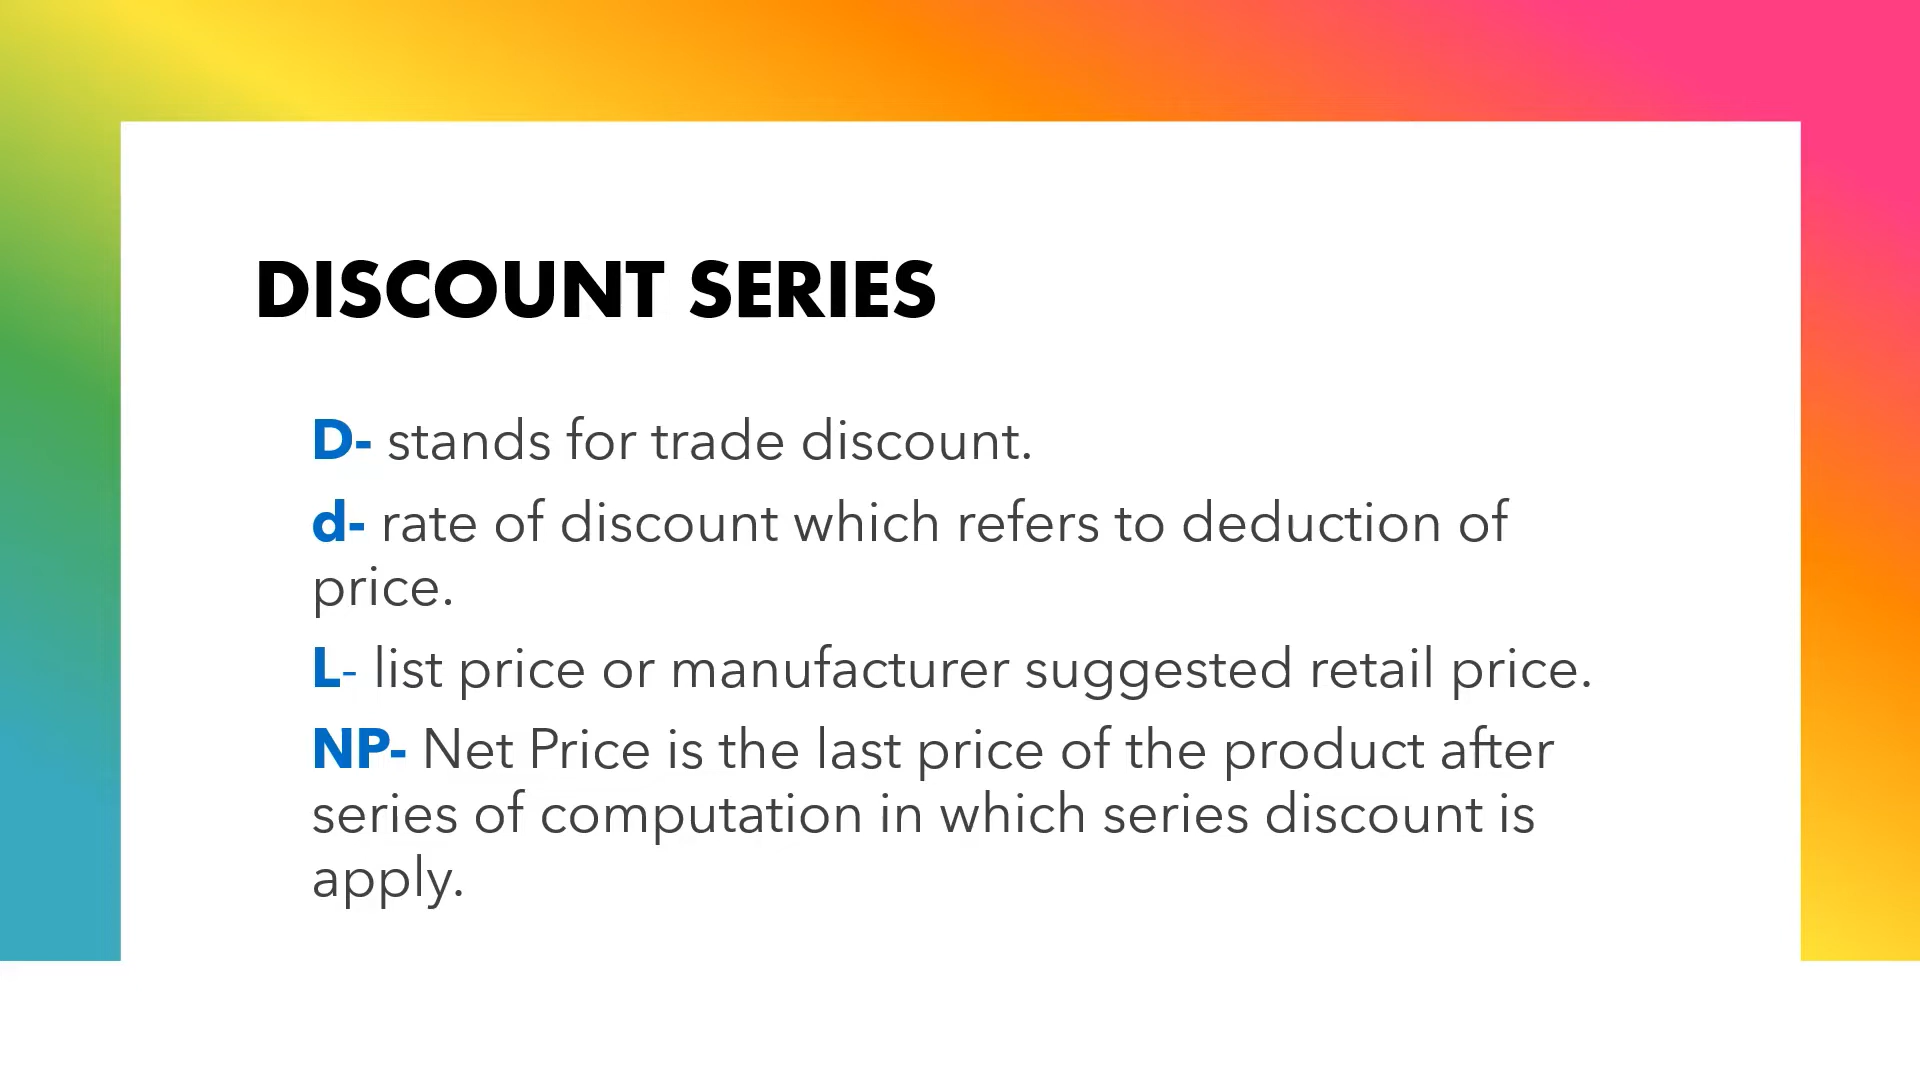 DISCOUNT SERIES
D- stands for trade discount.
d- rate of discount which refers to deduction of
price.
L- list price or manufacturer suggested retail price.
NP- Net Price is the last price of the product after
series of computation in which series discount is
apply.